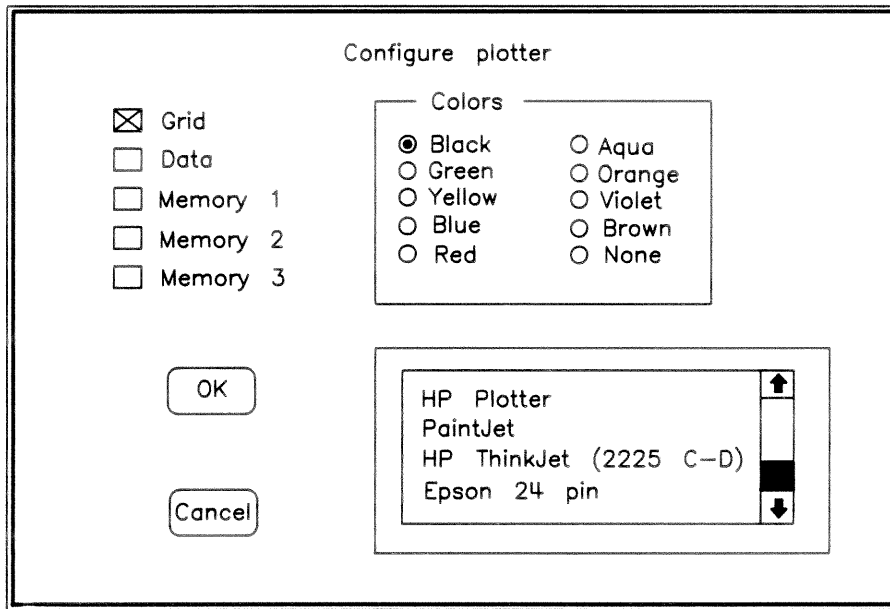 Configure plotter
Grid
Data
Memory 1
Memory 2
Memory 3
Colors
Black
Green
Yellow
Blue
Red
Aqua
Orange
Violet
Brown
None
OK
Cancel
HP Plotter
PaintJet
HP ThinkJet (2225 C-D)
Epson 24 pin